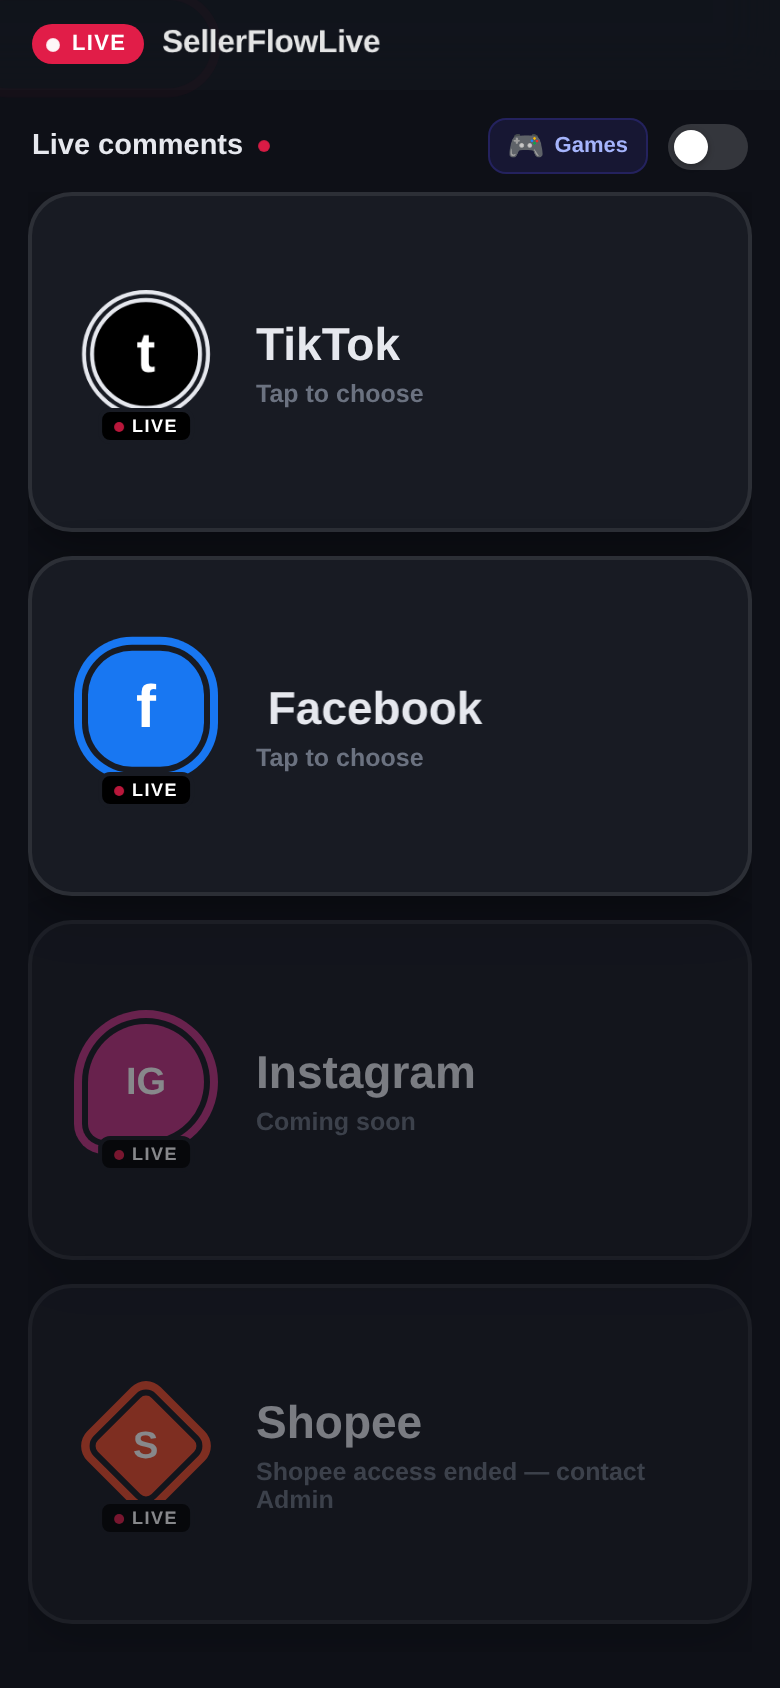 LIVE SellerFlowLive
Live comments
🎮 Games
t
LIVE
TikTok
Tap to choose
f
LIVE
Facebook
Tap to choose
IG
LIVE
Instagram
Coming soon
S
LIVE
Shopee
Shopee access ended — contact
Admin